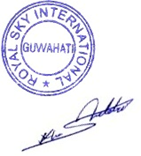 ★ ROYAL SKY INTERNATIONAL
GUWAHATI